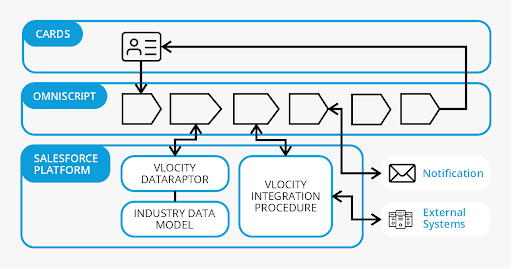 CARDS
OMNISCRIPT
SALESFORCE
PLATFORM
VLOCITY
DATARAPTOR
INDUSTRY DATA
MODEL
VLOCITY
INTEGRATION
PROCEDURE
Notification
External
Systems